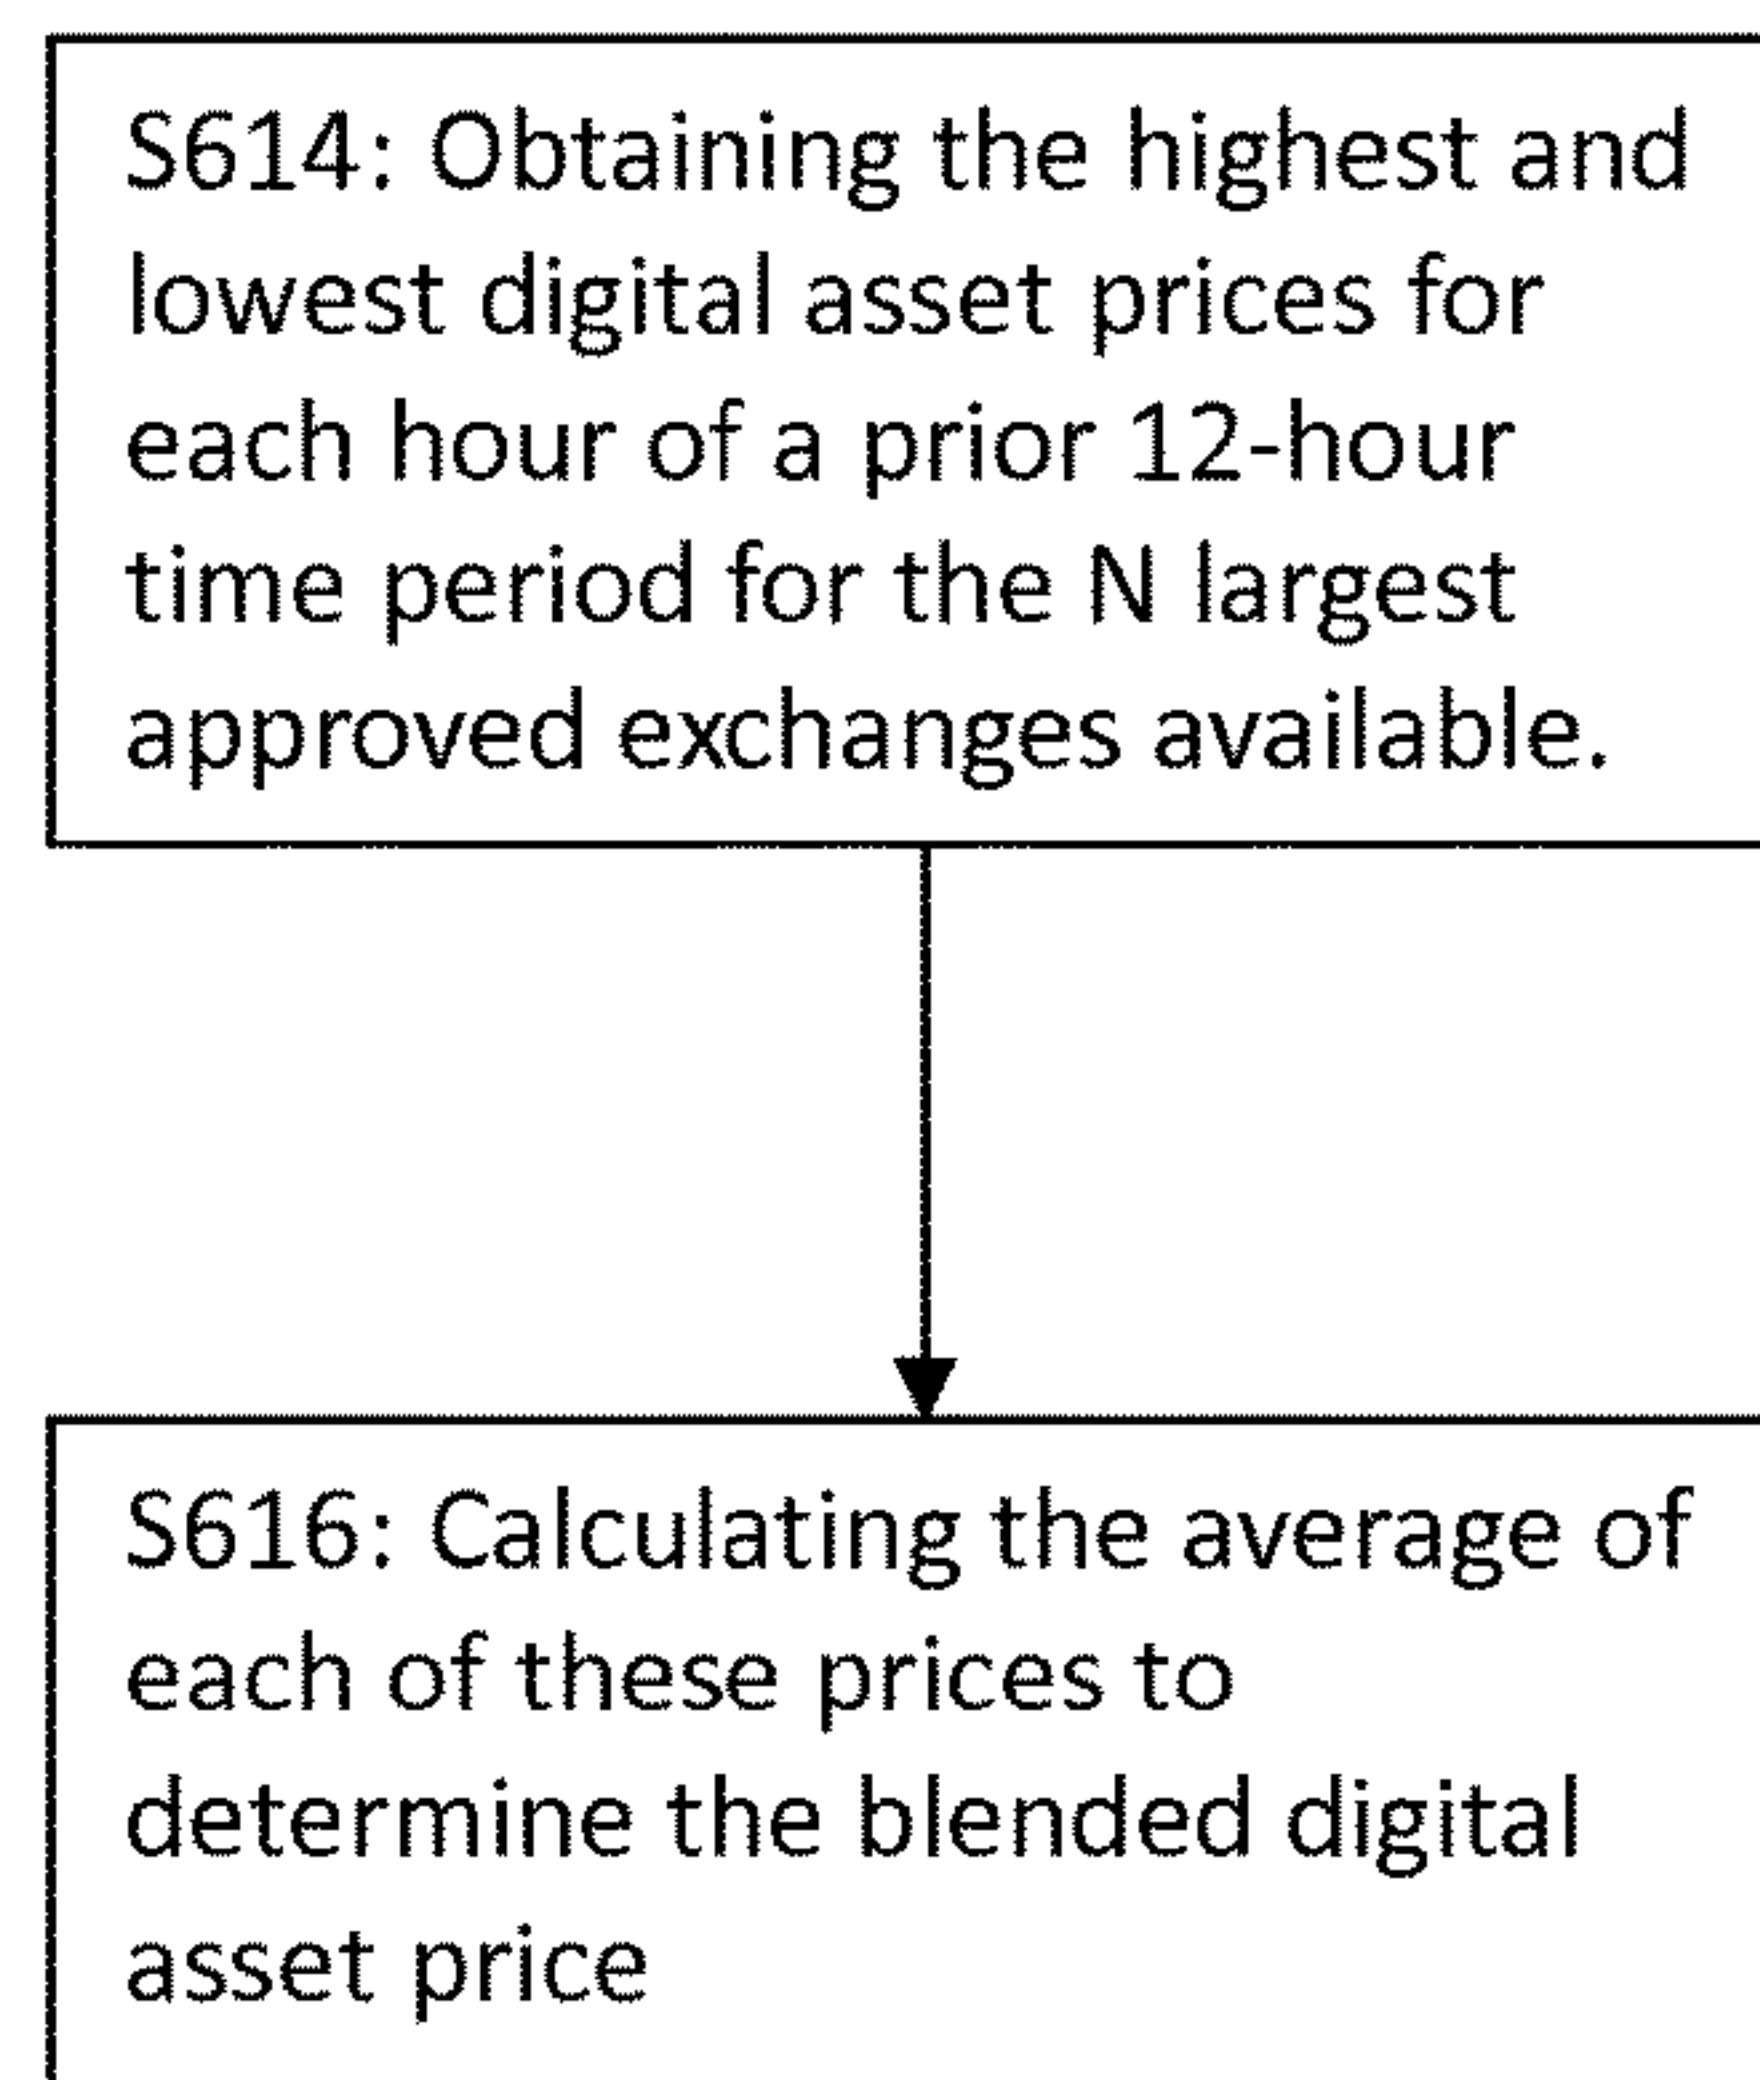 S614: Obtaining the highest and
lowest digital asset prices for
each hour of a prior 12-hour
time period for the N largest
approved exchanges available.
S616: Calculating the average of
each of these prices to
determine the blended digital
asset price